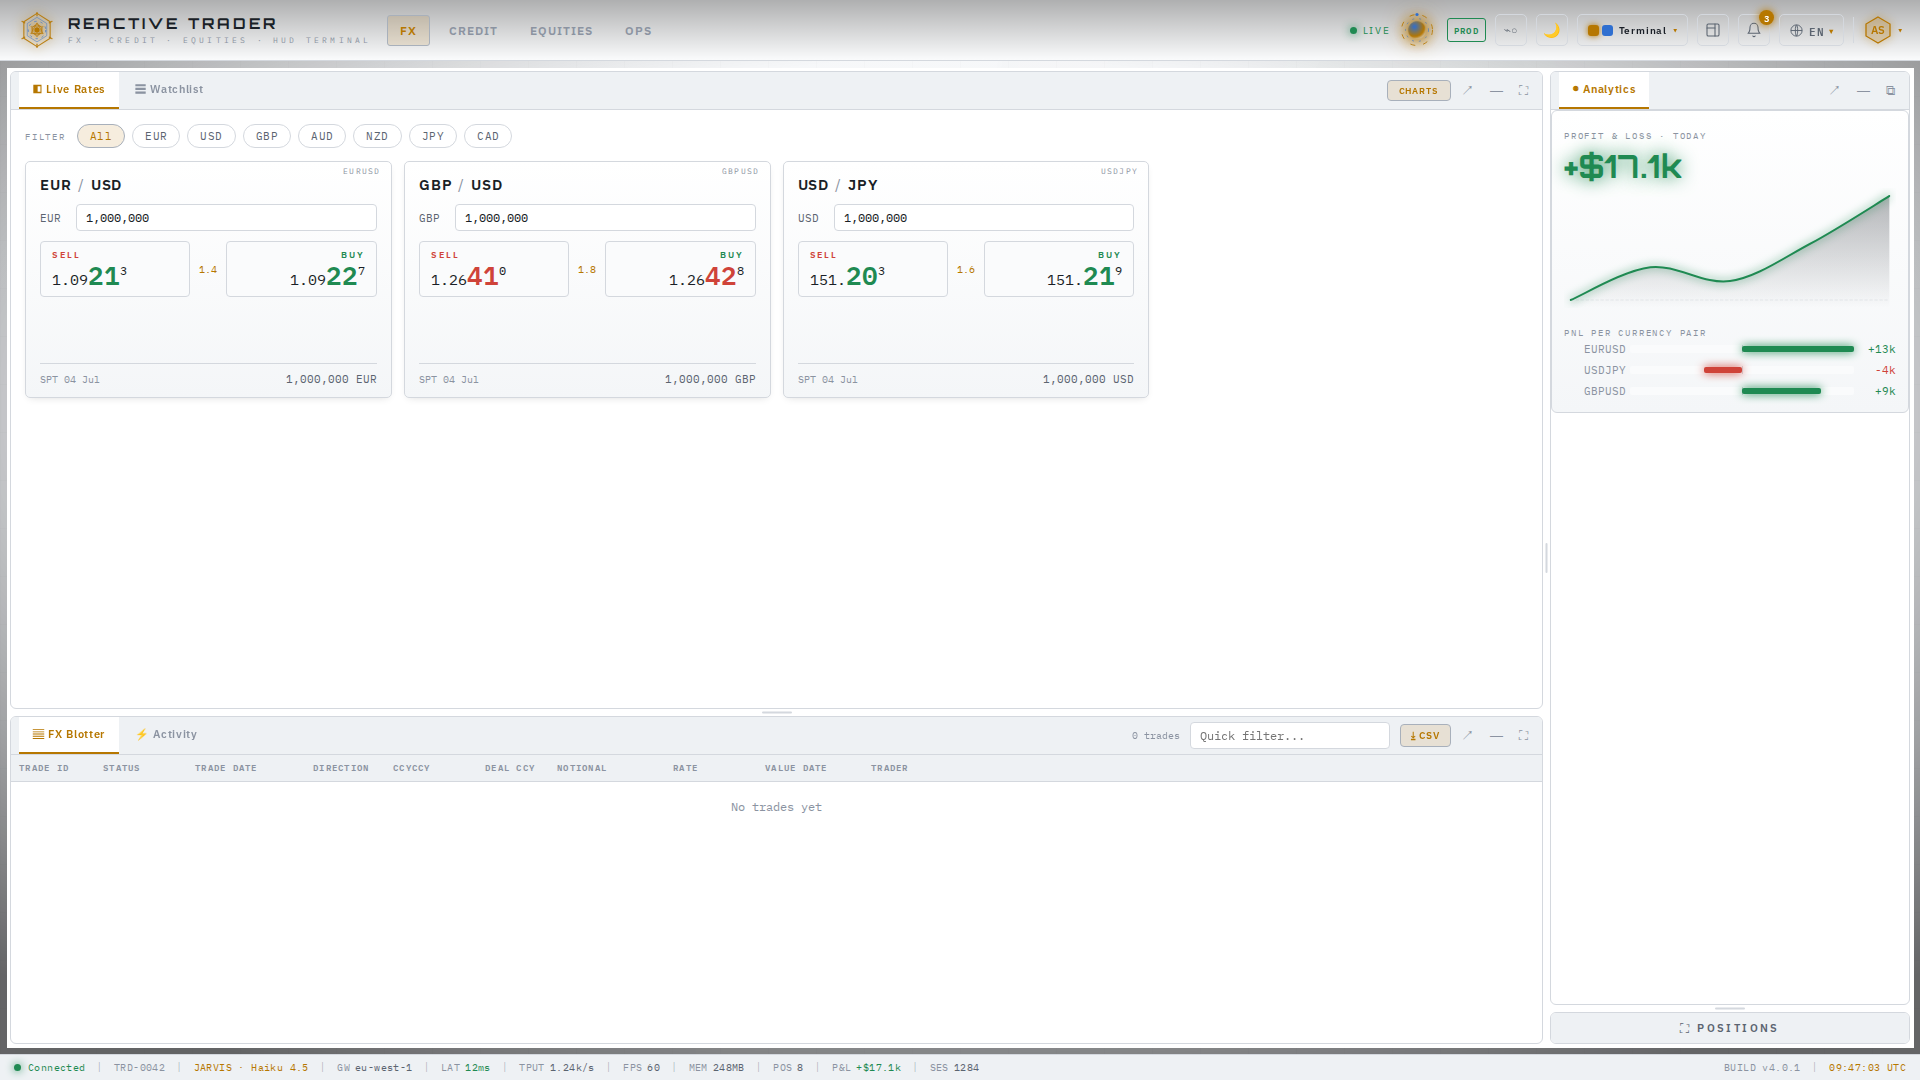 REACTIVE TRADER
FX · CREDIT · EQUITIES · HUD TERMINAL
FX CREDIT EQUITIES OPS
LIVE PROD Terminal 3 EN AS
Live Rates Watchlist CHARTS
FILTER All EUR USD GBP AUD NZD JPY CAD
EURUSD
EUR / USD
EUR 1,000,000
SELL 1.09213
1.4
BUY 1.09227
SPT 04 Jul 1,000,000 EUR
GBPUSD
GBP / USD
GBP 1,000,000
SELL 1.26410
1.8
BUY 1.26428
SPT 04 Jul 1,000,000 GBP
USDJPY
USD / JPY
USD 1,000,000
SELL 151.203
1.6
BUY 151.219
SPT 04 Jul 1,000,000 USD
Analytics
PROFIT & LOSS · TODAY
+$17.1k
PNL PER CURRENCY PAIR
EURUSD +13k
USDJPY -4k
GBPUSD +9k
POSITIONS
FX Blotter Activity 0 trades Quick filter... CSV
TRADE ID STATUS TRADE DATE DIRECTION CCYCCY DEAL CCY NOTIONAL RATE VALUE DATE TRADER
No trades yet
Connected | TRD-0042 | JARVIS · Haiku 4.5 | GW eu-west-1 | LAT 12ms | TPUT 1.24k/s | FPS 60 | MEM 248MB | POS 8 | P&L +$17.1k | SES 1284
BUILD v4.0.1 | 09:47:03 UTC